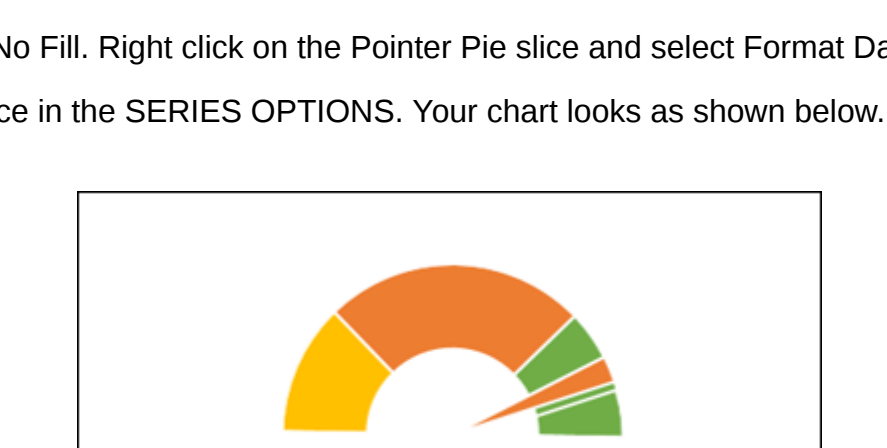 No Fill. Right click on the Pointer Pie slice and select Format Da
ce in the SERIES OPTIONS. Your chart looks as shown below.